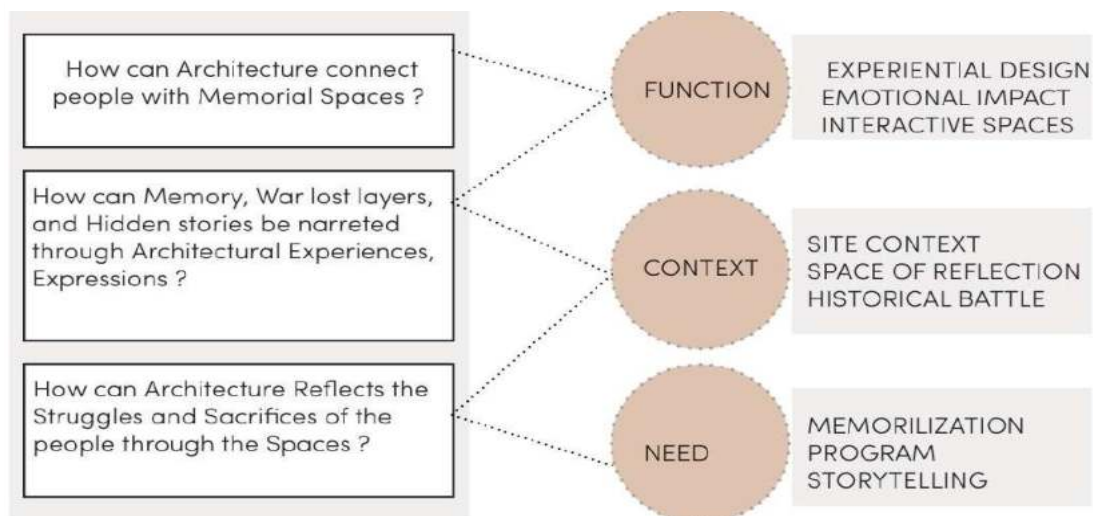 How can Architecture connect
people with Memorial Spaces ?
How can Memory, War lost layers,
and Hidden stories be narreted
through Architectural Experiences,
Expressions ?
How can Architecture Reflects the
Struggles and Sacrifices of the
people through the Spaces ?
FUNCTION
CONTEXT
NEED
EXPERIENTIAL DESIGN
EMOTIONAL IMPACT
INTERACTIVE SPACES
SITE CONTEXT
SPACE OF REFLECTION
HISTORICAL BATTLE
MEMORILIZATION
PROGRAM
STORYTELLING